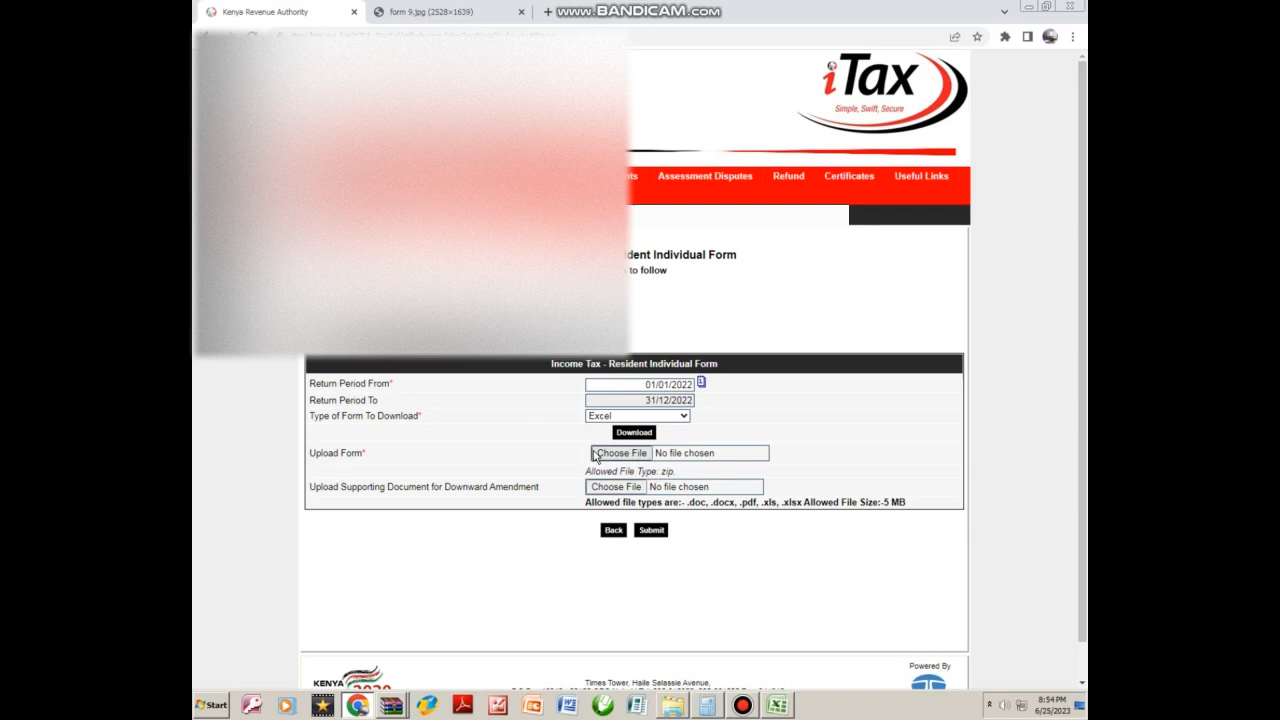 Kenya Revenue Authority
form 9.jpg (2528×1639)
www.BANDICAM.com
iTax
Simple, Swift, Secure
Assessment Disputes Refund Certificates Useful Links
Individual Form
to follow
Income Tax - Resident Individual Form
Return Period From* 01/01/2022
Return Period To 31/12/2022
Type of Form To Download* Excel
Download
Upload Form* Choose File No file chosen
Allowed File Type: zip.
Upload Supporting Document for Downward Amendment Choose File No file chosen
Allowed file types are:- .doc, .docx, .pdf, .xls, .xlsx Allowed File Size:-5 MB
Back Submit
Powered By
KENYA
Times Tower, Haile Selassie Avenue,
Start
8:54 PM
6/25/2023